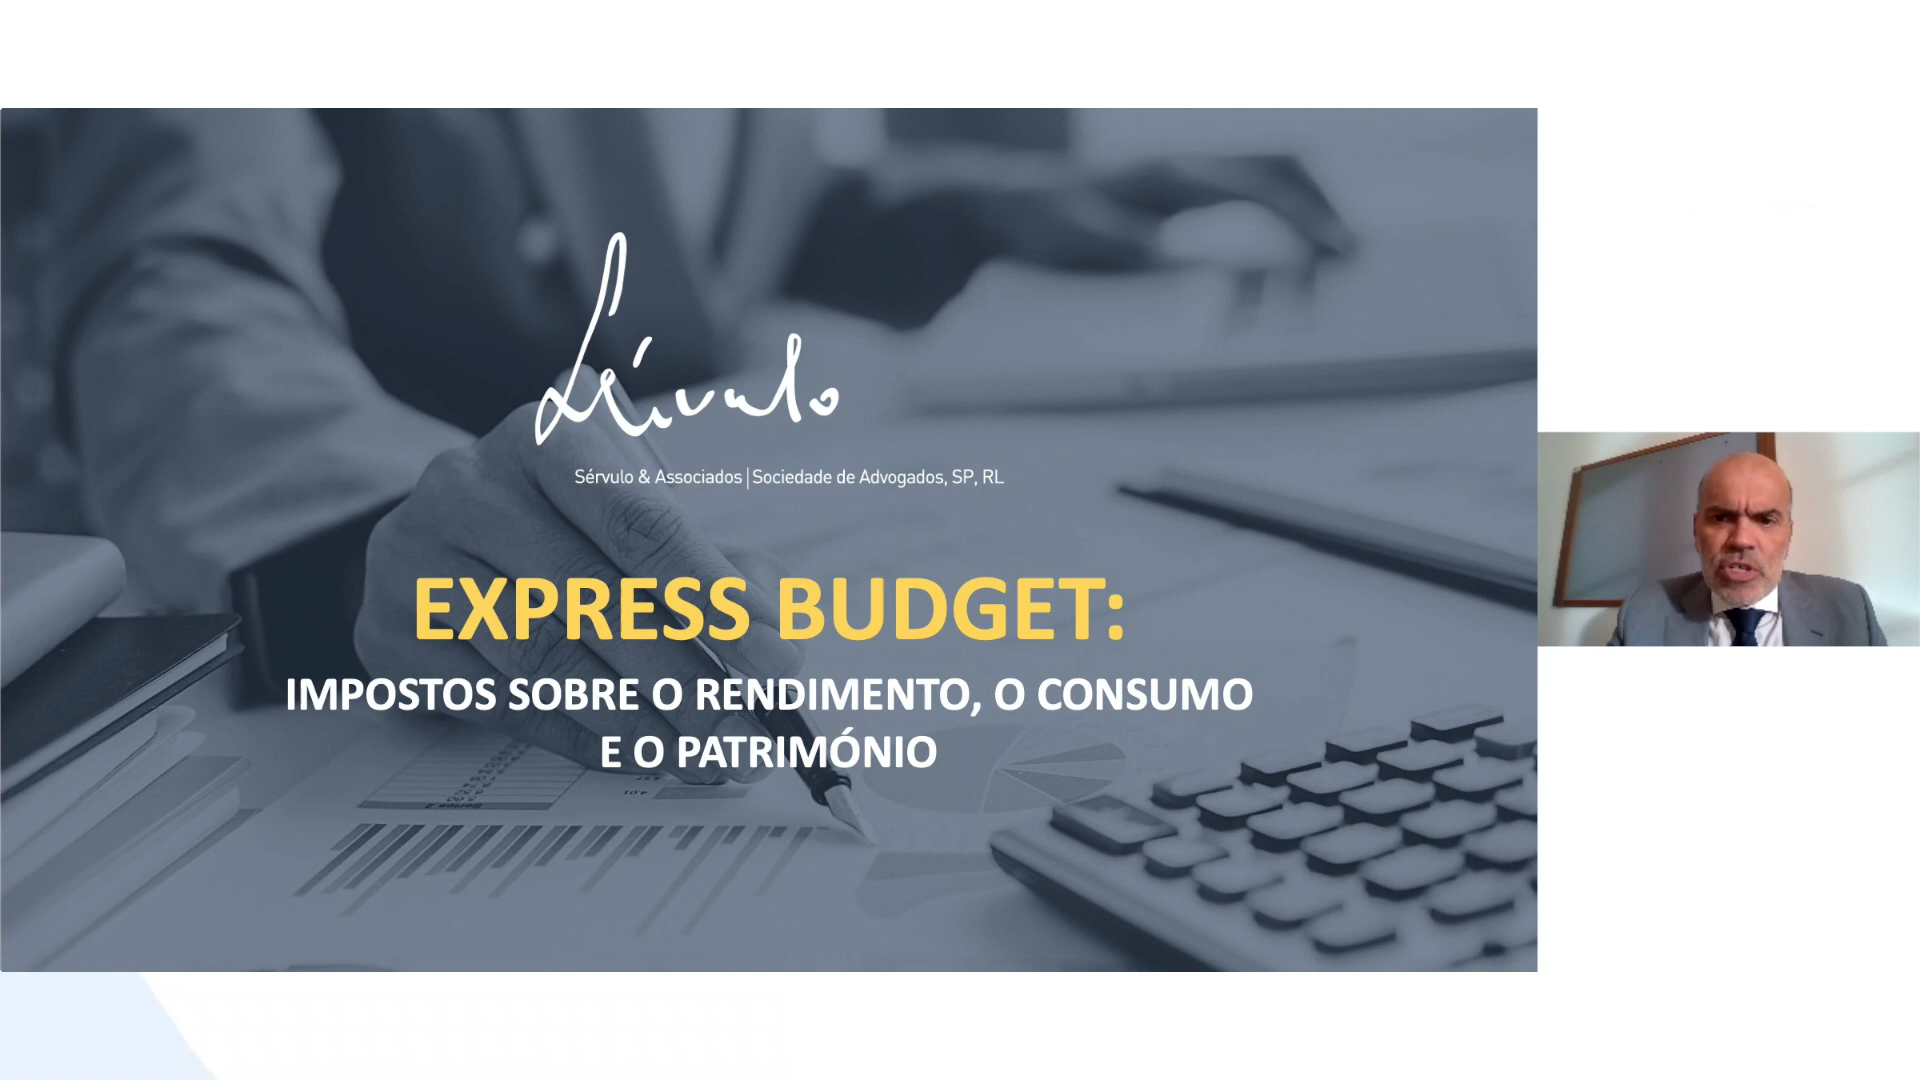 Sérvulo
Sérvulo & Associados | Sociedade de Advogados, SP, RL
EXPRESS BUDGET:
IMPOSTOS SOBRE O RENDIMENTO, O CONSUMO
E O PATRIMÓNIO